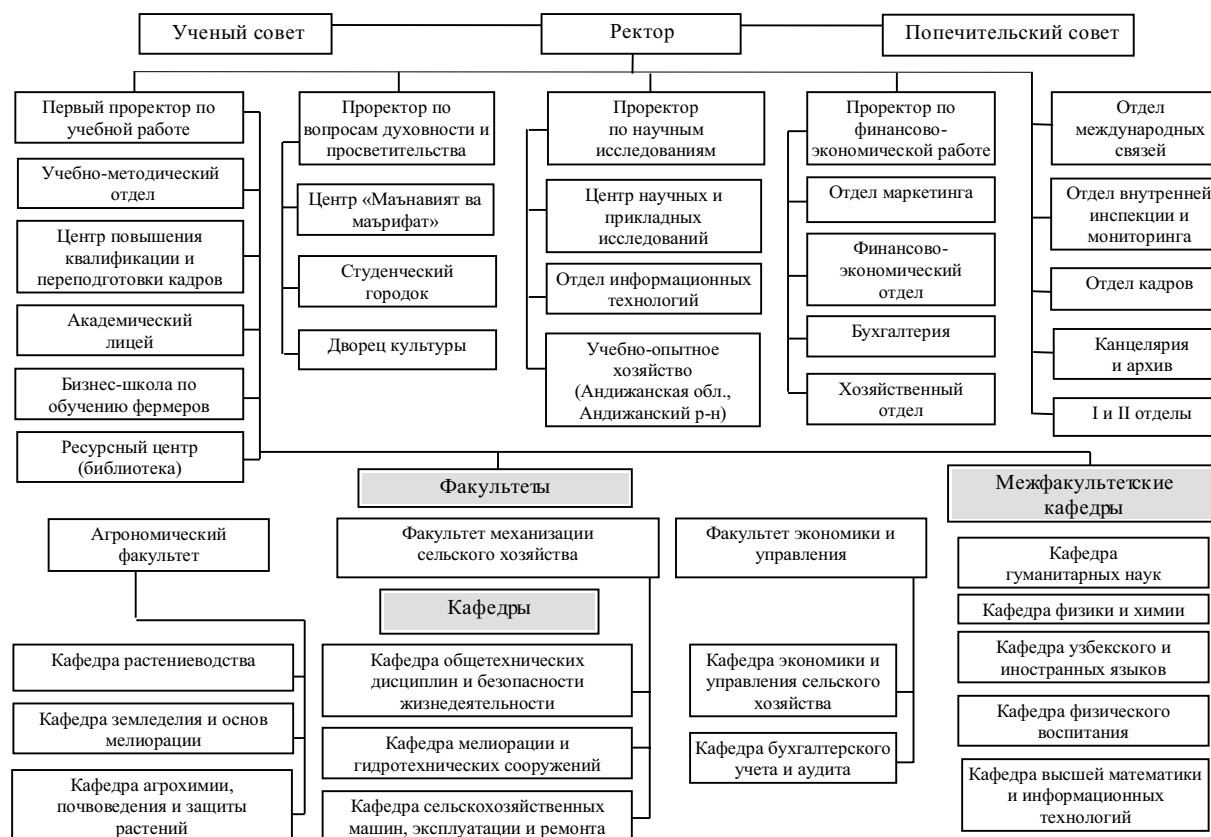 Ученый совет
Ректор
Попечительский совет
Первый проректор по
учебной работе
Учебно-методический
отдел
Центр повышения
квалификации и
переподготовки кадров
Академический
лицей
Бизнес-школа по
обучению фермеров
Ресурсный центр
(библиотека)
Проректор по
вопросам духовности и
просветительства
Центр «Маънавият ва
маърифат»
Студенческий
городок
Дворец культуры
Проректор
по научным
исследованиям
Центр научных и
прикладных
исследований
Отдел информационных
технологий
Учебно-опытное
хозяйство
(Андижанская обл.,
Андижанский р-н)
Проректор по
финансово-
экономической работе
Отдел маркетинга
Финансово-
экономический
отдел
Бухгалтерия
Хозяйственный
отдел
Отдел
международных
связей
Отдел внутренней
инспекции и
мониторинга
Отдел кадров
Канцелярия
и архив
I и II отделы
Факультеты
Межфакультетские
кафедры
Агрономический
факультет
Факультет механизации
сельского хозяйства
Факультет экономики и
управления
Кафедры
Кафедра растениеводства
Кафедра земледелия и основ
мелиорации
Кафедра агрохимии,
почвоведения и защиты
растений
Кафедра общетехнических
дисциплин и безопасности
жизнедеятельности
Кафедра мелиорации и
гидротехнических сооружений
Кафедра сельскохозяйственных
машин, эксплуатации и ремонта
Кафедра экономики и
управления сельского
хозяйства
Кафедра бухгалтерского
учета и аудита
Кафедра
гуманитарных наук
Кафедра физики и химии
Кафедра узбекского и
иностранных языков
Кафедра физического
воспитания
Кафедра высшей математики
и информационных
технологий